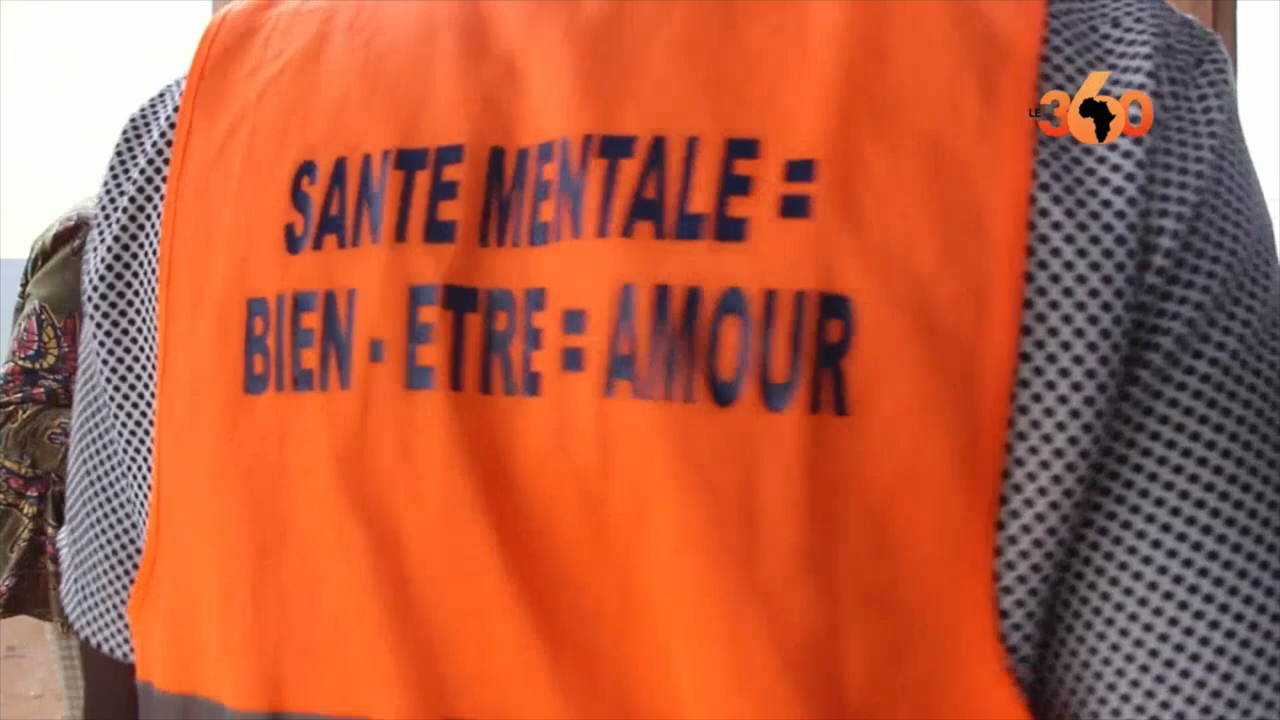 SANTE MENTALE =
BIEN - ETRE = AMOUR
LE 360